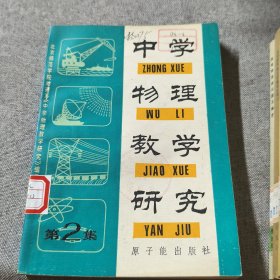 中学
ZHONG XUE
物理
WU LI
教学
JIAO XUE
研究
YAN JIU
第2集
原子能出版社